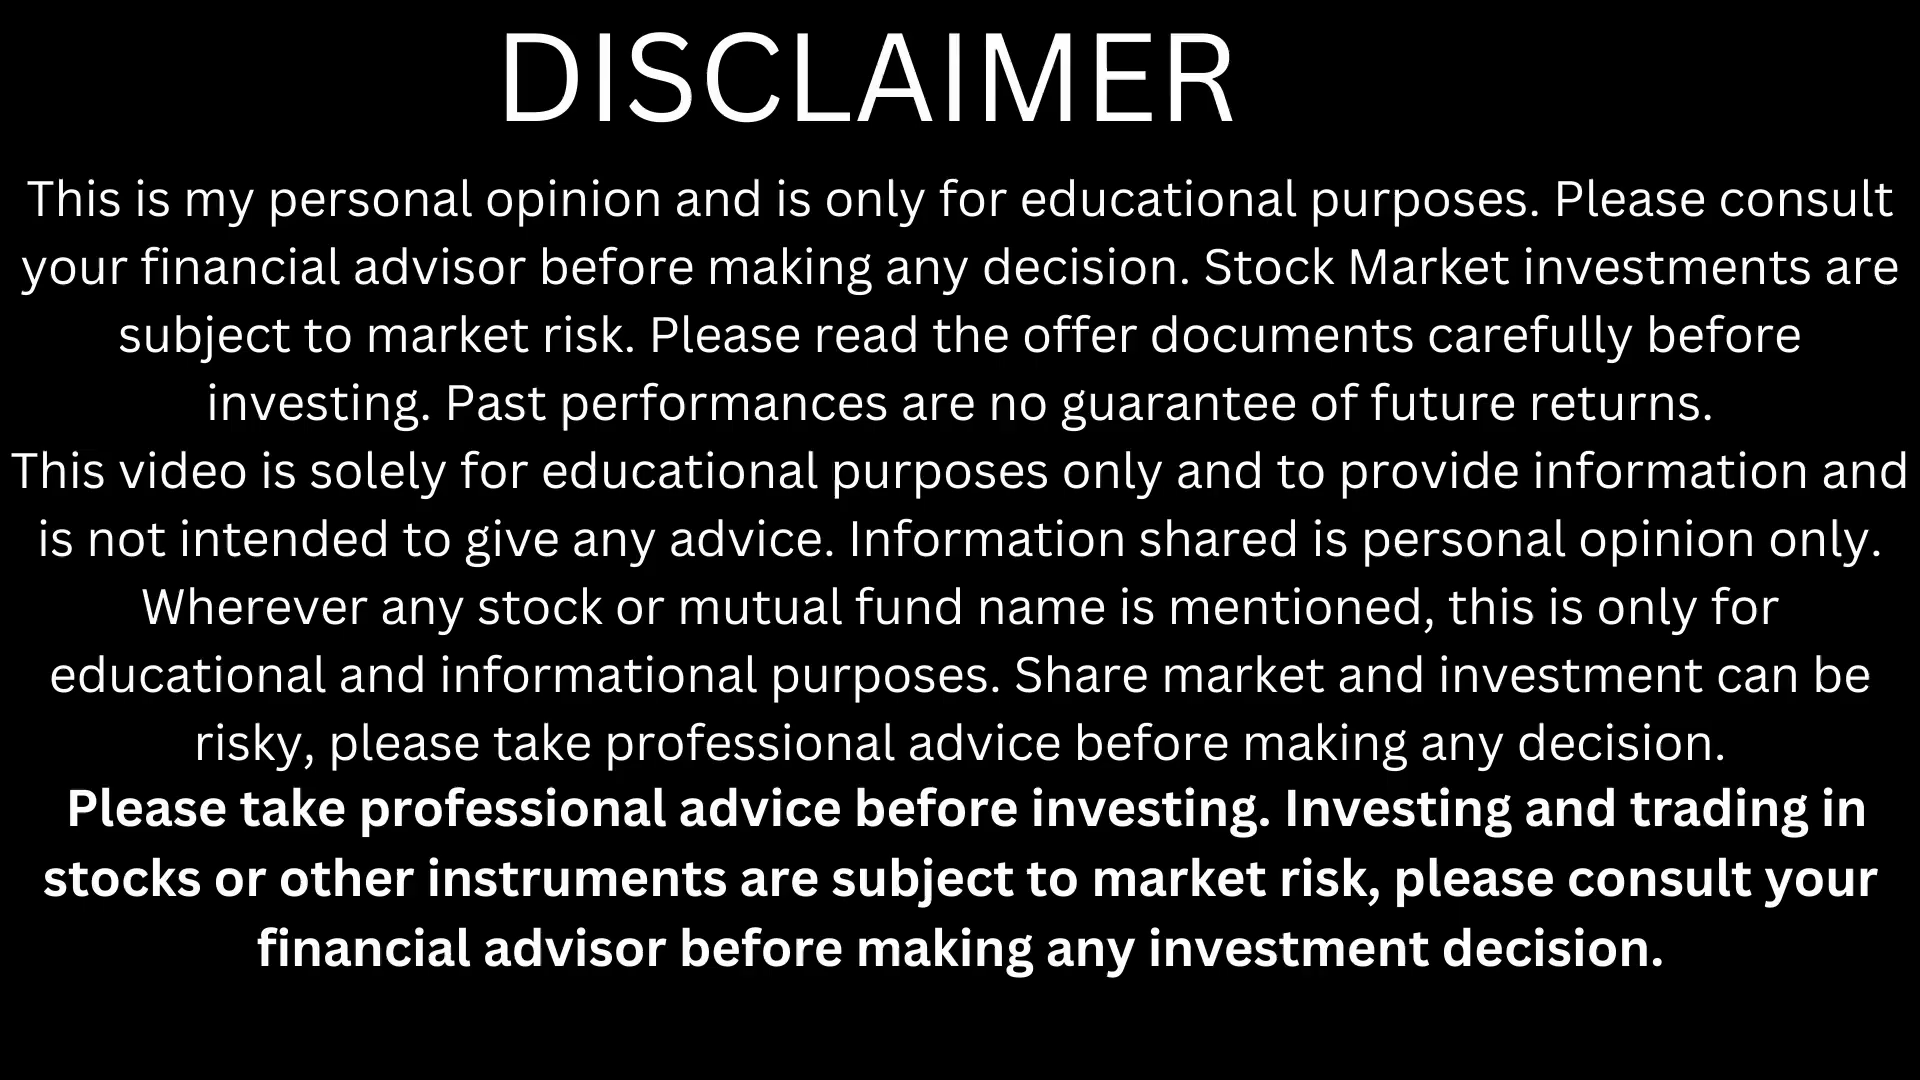 DISCLAIMER
This is my personal opinion and is only for educational purposes. Please consult
your financial advisor before making any decision. Stock Market investments are
subject to market risk. Please read the offer documents carefully before
investing. Past performances are no guarantee of future returns.
This video is solely for educational purposes only and to provide information and
is not intended to give any advice. Information shared is personal opinion only.
Wherever any stock or mutual fund name is mentioned, this is only for
educational and informational purposes. Share market and investment can be
risky, please take professional advice before making any decision.
Please take professional advice before investing. Investing and trading in
stocks or other instruments are subject to market risk, please consult your
financial advisor before making any investment decision.